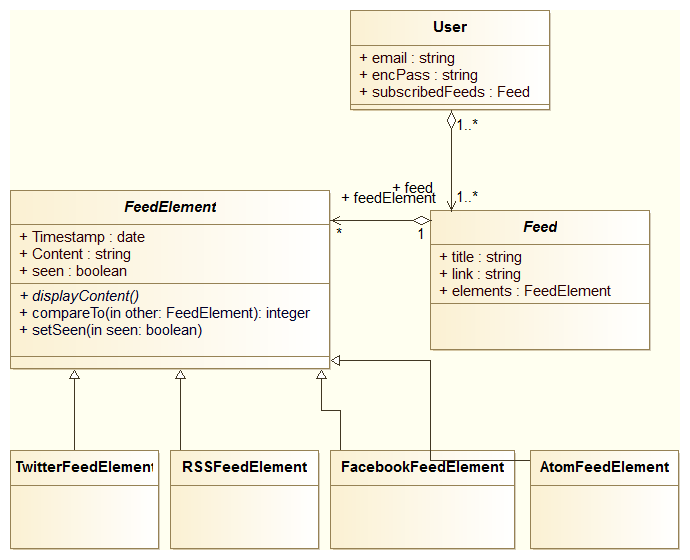 User
+ email : string
+ encPass : string
+ subscribedFeeds : Feed
1..*
1..*
+ feed
+ feedElement
*
1
FeedElement
+ Timestamp : date
+ Content : string
+ seen : boolean
+ displayContent()
+ compareTo(in other: FeedElement): integer
+ setSeen(in seen: boolean)
Feed
+ title : string
+ link : string
+ elements : FeedElement
TwitterFeedElement
RSSFeedElement
FacebookFeedElement
AtomFeedElement